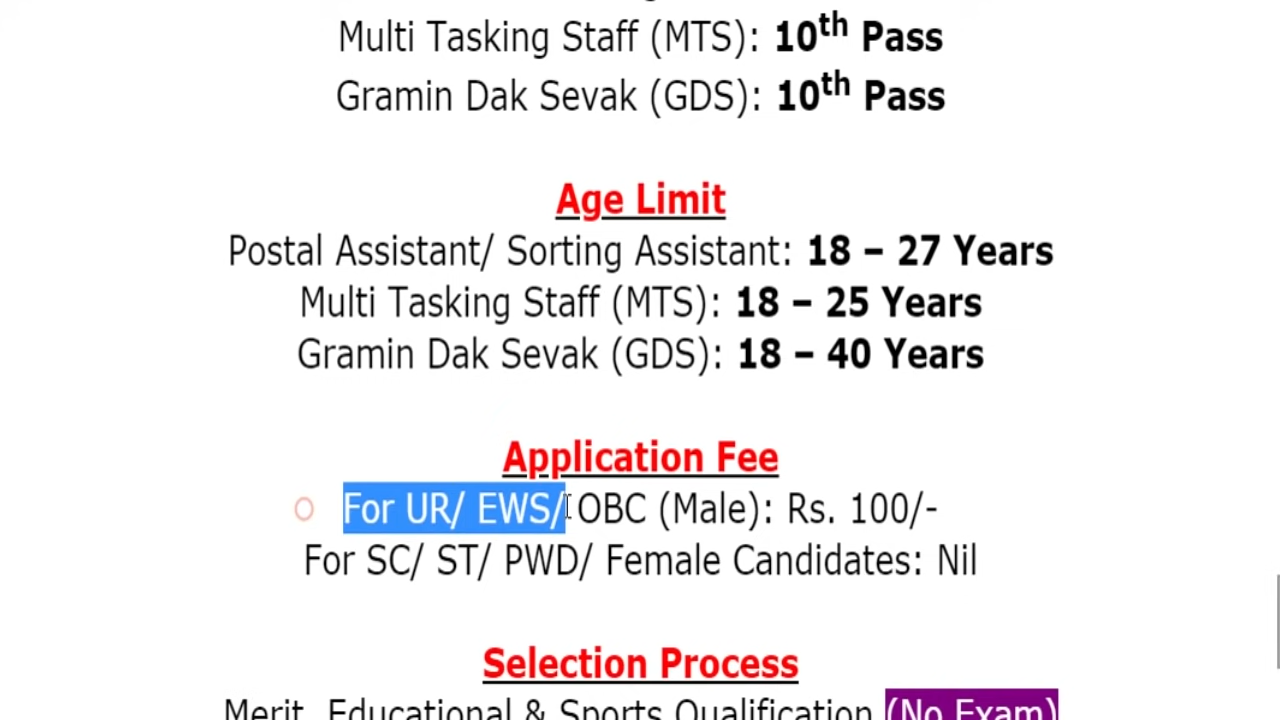 Multi Tasking Staff (MTS): 10th Pass
Gramin Dak Sevak (GDS): 10th Pass
Age Limit
Postal Assistant/ Sorting Assistant: 18 – 27 Years
Multi Tasking Staff (MTS): 18 – 25 Years
Gramin Dak Sevak (GDS): 18 – 40 Years
Application Fee
For UR/ EWS/ OBC (Male): Rs. 100/-
For SC/ ST/ PWD/ Female Candidates: Nil
Selection Process
Merit, Educational & Sports Qualification (No Exam)